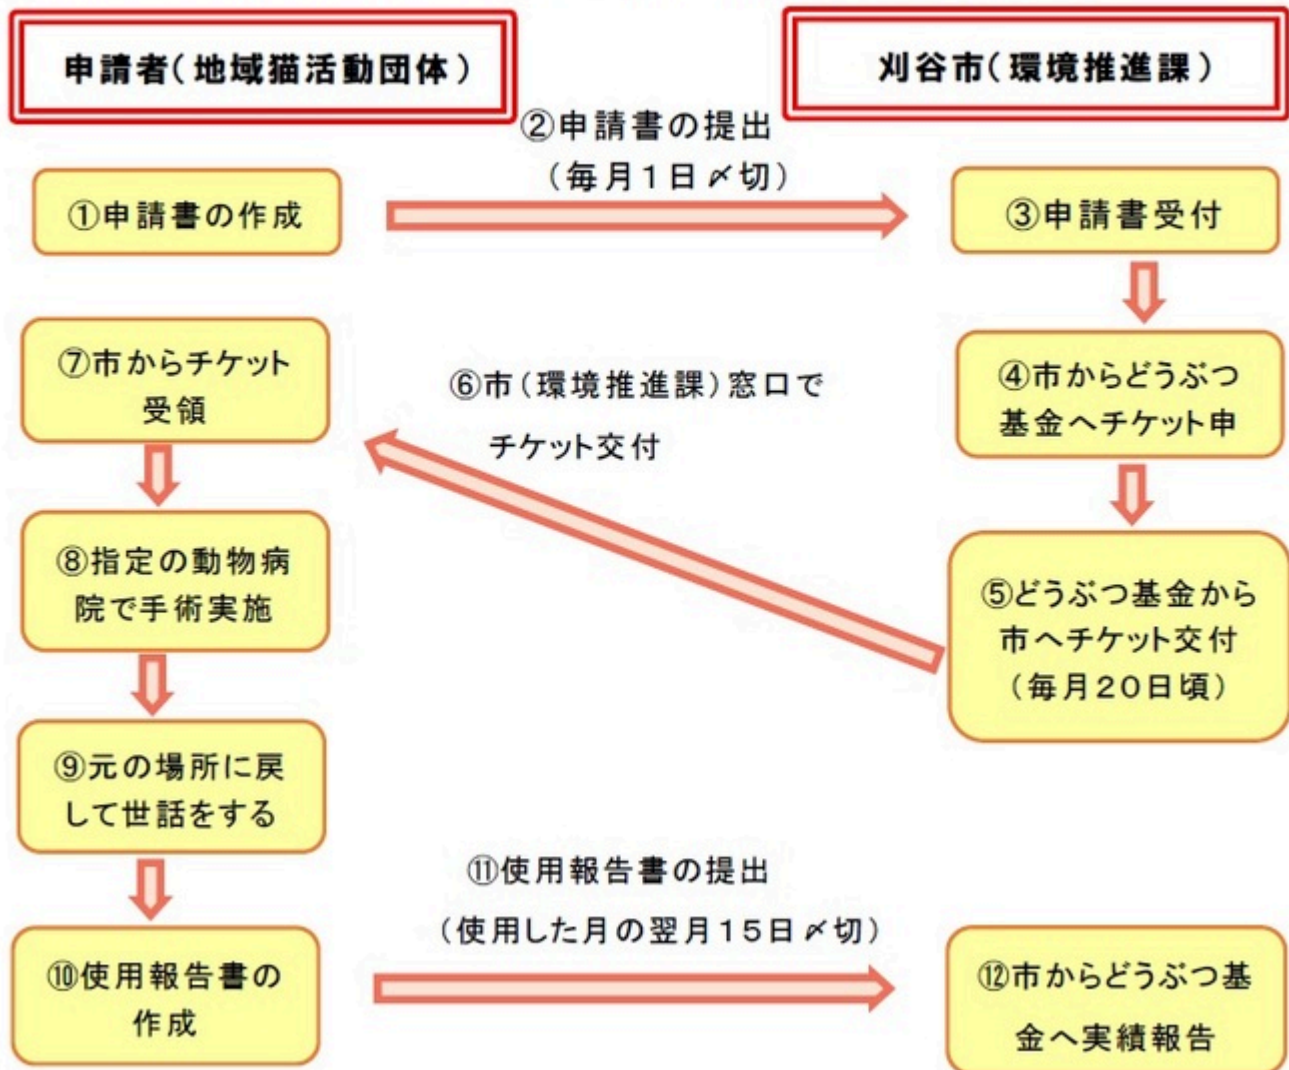 申請者(地域猫活動団体)
刈谷市(環境推進課)
①申請書の作成
②申請書の提出
(毎月1日〆切)
③申請書受付
④市からどうぶつ
基金へチケット申
⑤どうぶつ基金から
市へチケット交付
(毎月20日頃)
⑥市(環境推進課)窓口で
チケット交付
⑦市からチケット
受領
⑧指定の動物病
院で手術実施
⑨元の場所に戻
して世話をする
⑩使用報告書の
作成
⑪使用報告書の提出
(使用した月の翌月15日〆切)
⑫市からどうぶつ基
金へ実績報告